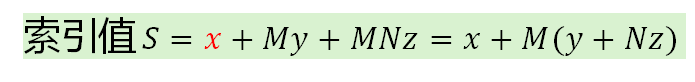 索引值 S = x + My + MNz = x + M(y + Nz)